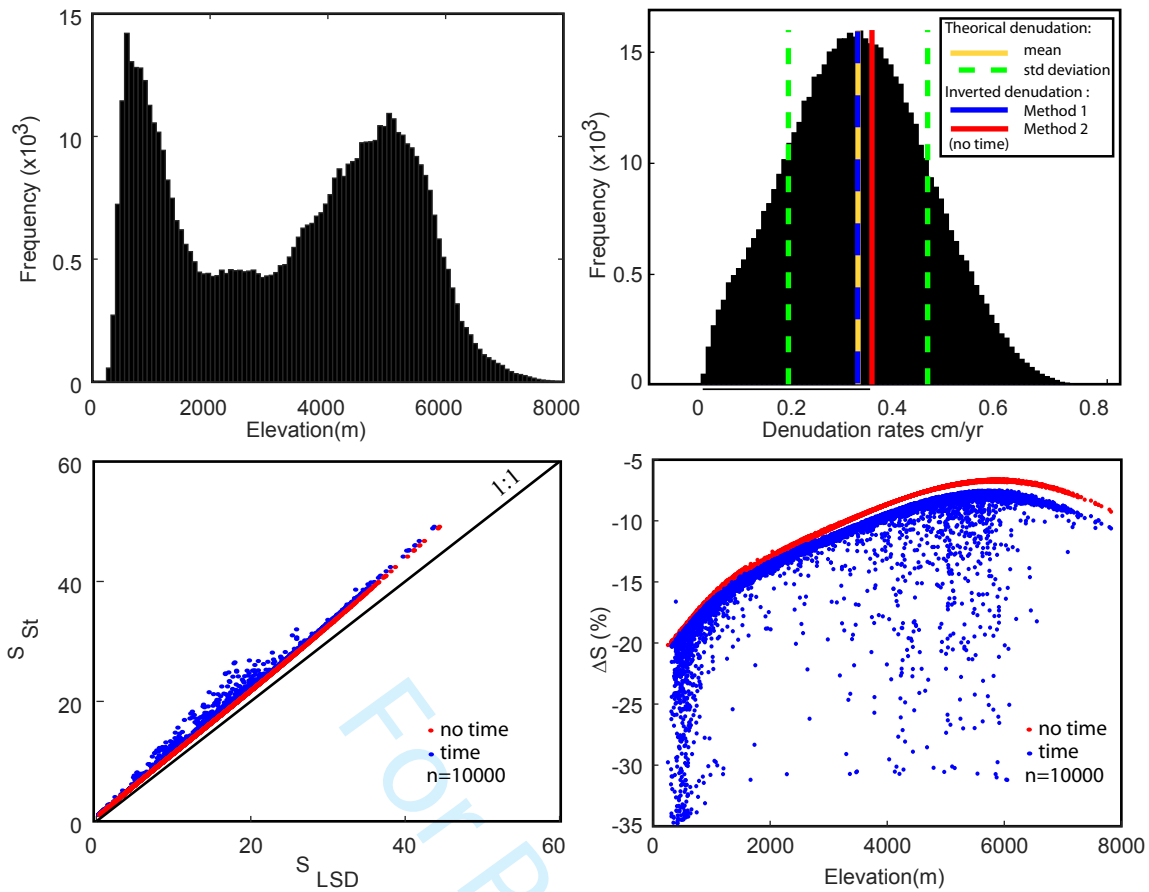 15
10
0.5
0
Frequency (x10³)
0
2000
4000
6000
8000
Elevation(m)
15
10
0.5
0
Frequency (x10³)
Theorical denudation:
mean
std deviation
Inverted denudation :
Method 1
Method 2
(no time)
0
0.2
0.4
0.6
0.8
Denudation rates cm/yr
60
40
20
0
S St
1:1
no time
time
n=10000
0
20
40
60
S LSD
-5
-10
-15
-20
-25
-30
-35
ΔS (%)
no time
time
n=10000
0
2000
4000
6000
8000
Elevation(m)
For P